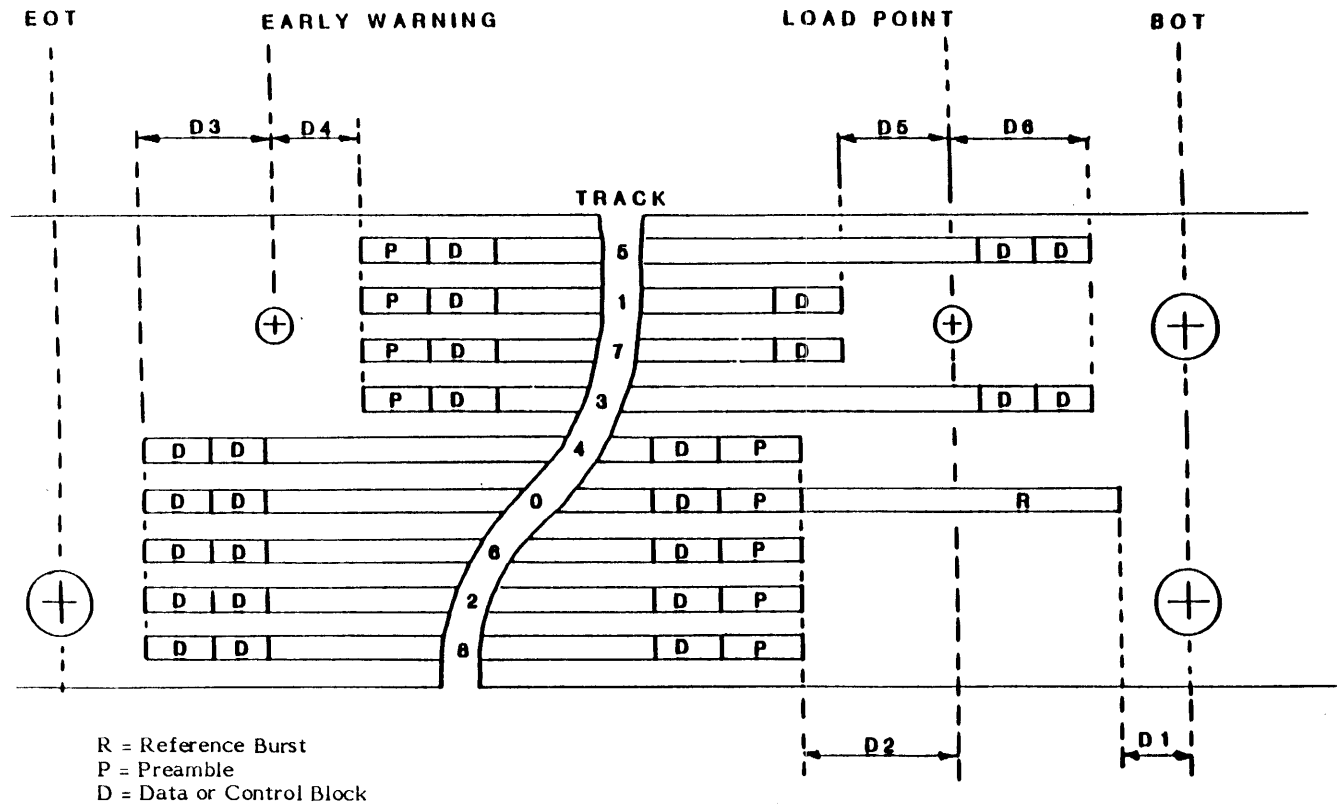 EOT EARLY WARNING LOAD POINT BOT
D3 D4 D5 D6
TRACK
P D 5 D D
P D 1 D
P D 7 D
P D 3 D D
D D 4 D P
D D 0 D P R
D D 6 D P
D D 2 D P
D D 8 D P
D2 D1
R = Reference Burst
P = Preamble
D = Data or Control Block